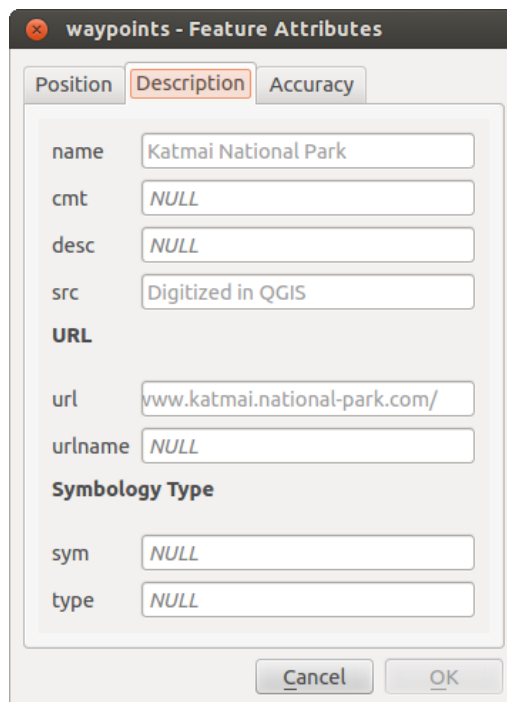 waypoints - Feature Attributes
Position Description Accuracy
name Katmai National Park
cmt NULL
desc NULL
src Digitized in QGIS
URL
url www.katmai.national-park.com/
urlname NULL
Symbology Type
sym NULL
type NULL
Cancel OK